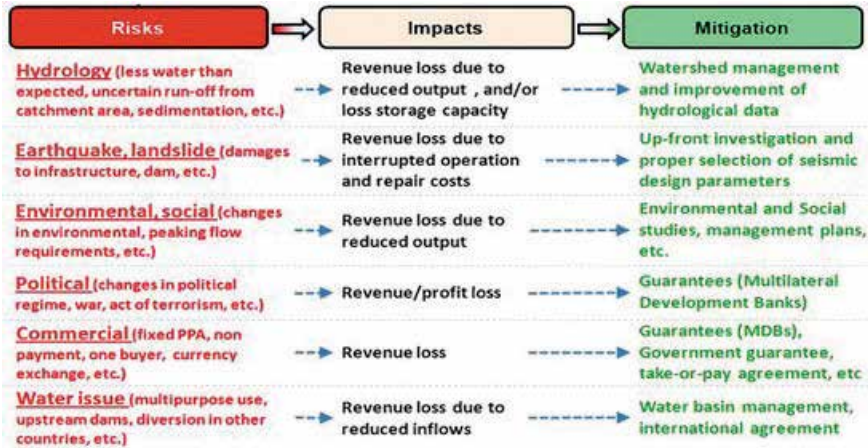 Risks
Impacts
Mitigation
Hydrology (less water than
expected, uncertain run-off from
catchment area, sedimentation, etc.)
Revenue loss due to
reduced output , and/or
loss storage capacity
Watershed management
and improvement of
hydrological data
Earthquake, landslide (damages
to infrastructure, dam, etc.)
Revenue loss due to
interrupted operation
and repair costs
Up-front investigation and
proper selection of seismic
design parameters
Environmental, social (changes
in environmental, peaking flow
requirements, etc.)
Revenue loss due to
reduced output
Environmental and Social
studies, management plans,
etc.
Political (changes in political
regime, war, act of terrorism, etc.)
Revenue/profit loss
Guarantees (Multilateral
Development Banks)
Commercial (fixed PPA, non
payment, one buyer, currency
exchange, etc.)
Revenue loss
Guarantees (MDBs),
Government guarantee,
take-or-pay agreement, etc
Water issue (multipurpose use,
upstream dams, diversion in other
countries, etc.)
Revenue loss due to
reduced inflows
Water basin management,
international agreement